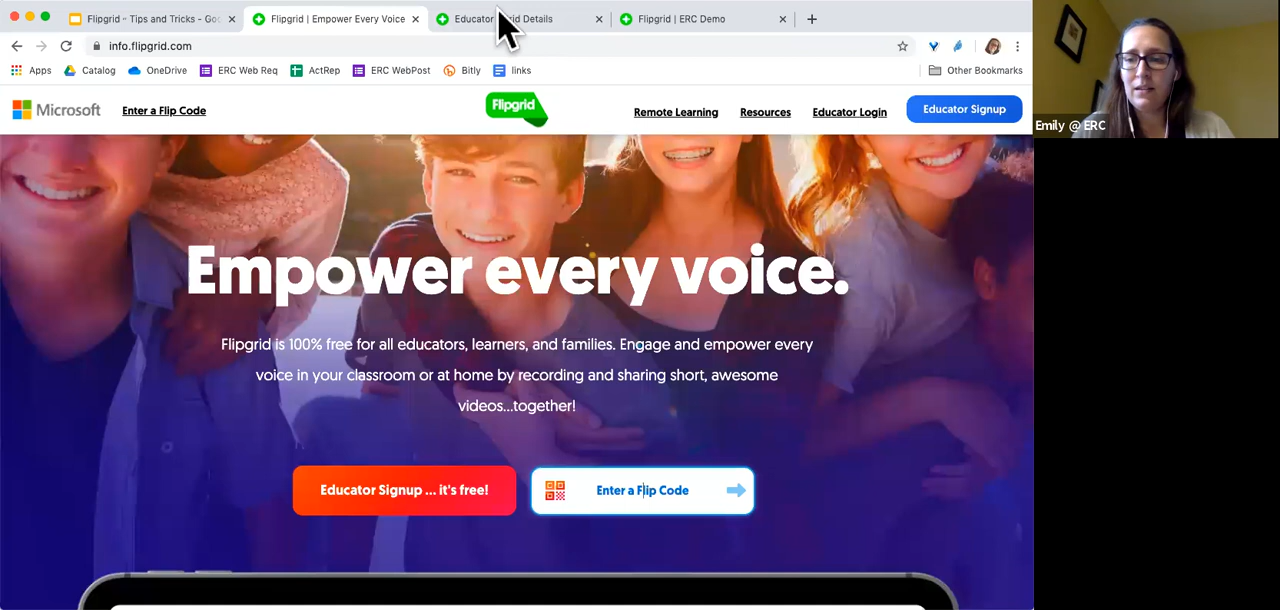 Flipgrid -- Tips and Tricks - Goo
Flipgrid | Empower Every Voice
Educator Grid Details
Flipgrid | ERC Demo
info.flipgrid.com
Apps
Catalog
OneDrive
ERC Web Req
ActRep
ERC WebPost
Bitly
links
Other Bookmarks
Microsoft
Enter a Flip Code
Flipgrid
Remote Learning
Resources
Educator Login
Educator Signup
Empower every voice.
Flipgrid is 100% free for all educators, learners, and families. Engage and empower every
voice in your classroom or at home by recording and sharing short, awesome
videos...together!
Educator Signup ... it's free!
Enter a Flip Code
Emily @ ERC